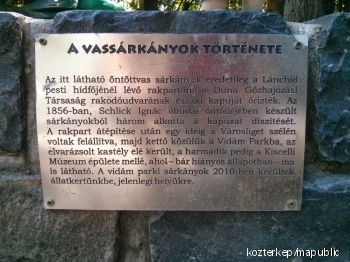 A VASSÁRKÁNYOK TÖRTÉNETE
Az itt látható öntöttvas sárkányok eredetileg a Lánchíd
pesti hídfőjénél lévő rakparton, a Duna Gőzhajózási
Társaság rakodóudvarának északi kapuját őrizték. Az
1856-ban, Schlick Ignác óbudai öntödéjében készült
sárkányokból három alkotta a kapuzat díszítését.
A rakpart átépítése után egy ideig a Városliget szélén
voltak felállítva, majd kettő közülük a Vidám Parkba, az
elvarázsolt kastély elé került, a harmadik pedig a Kiscelli
Múzeum épülete mellé, ahol – bár hiányos állapotban – ma
is látható. A vidám parki sárkányok 2010-ben kerültek
állatkertünkbe, jelenlegi helyükre.
kozterkep/mapublic